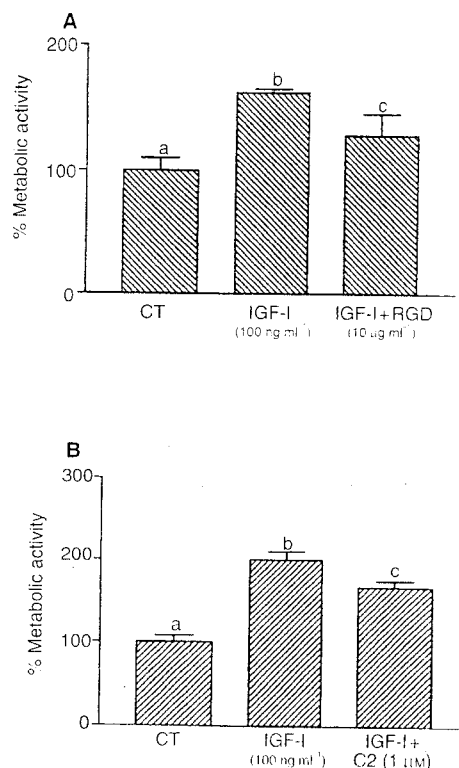 A
200
b
c
a
100
% Metabolic activity
0
CT IGF-I IGF-I+RGD
(100 ng ml⁻¹) (10 µg ml⁻¹)
B
300
b
200
c
a
100
% Metabolic activity
0
CT IGF-I IGF-I+
(100 ng ml⁻¹) C2 (1 µM)